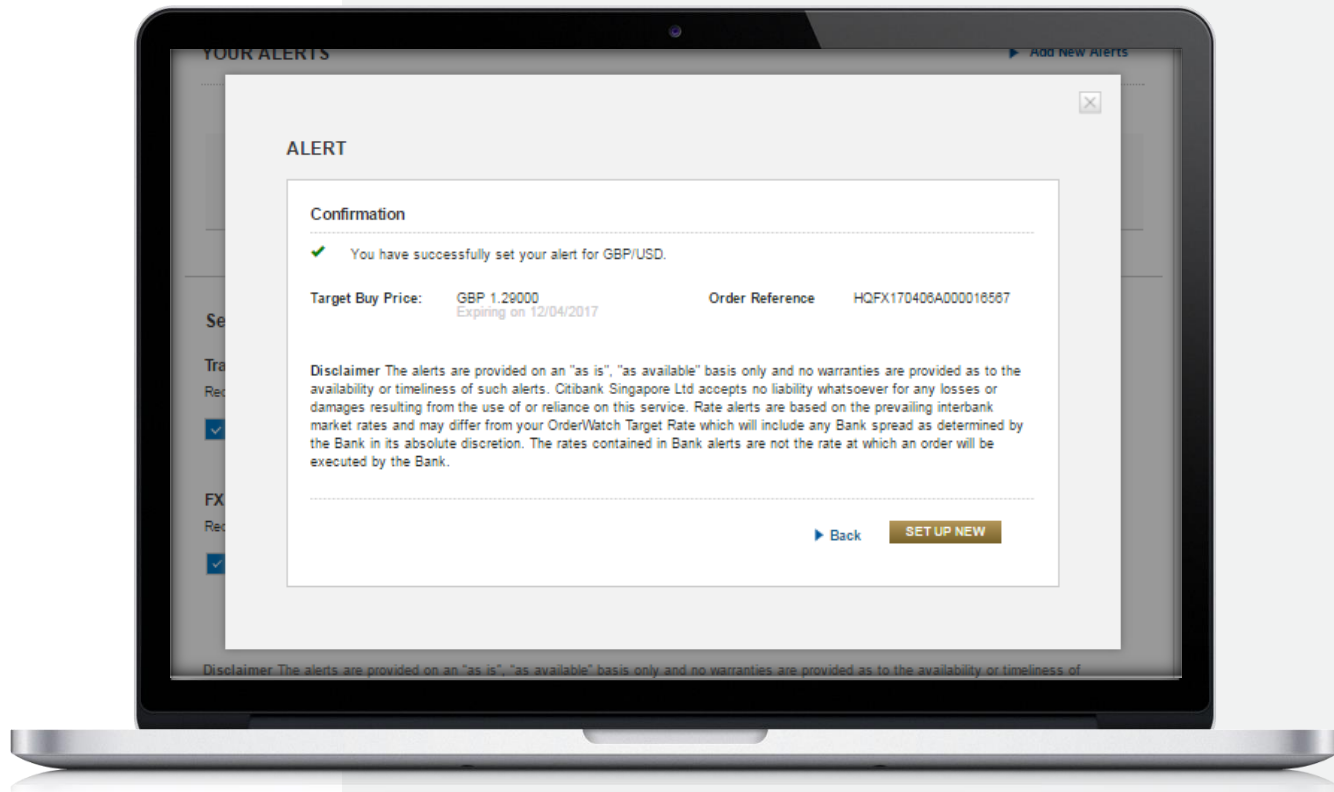 YOUR ALERTS
Add New Alerts
ALERT
Confirmation
You have successfully set your alert for GBP/USD.
Target Buy Price: GBP 1.29000 Order Reference HQFX170406A000016567
Expiring on 12/04/2017
Se
Tra
Rec
Disclaimer The alerts are provided on an "as is", "as available" basis only and no warranties are provided as to the
availability or timeliness of such alerts. Citibank Singapore Ltd accepts no liability whatsoever for any losses or
damages resulting from the use of or reliance on this service. Rate alerts are based on the prevailing interbank
market rates and may differ from your OrderWatch Target Rate which will include any Bank spread as determined by
the Bank in its absolute discretion. The rates contained in Bank alerts are not the rate at which an order will be
executed by the Bank.
FX
Rec
Back SET UP NEW
Disclaimer The alerts are provided on an "as is", "as available" basis only and no warranties are provided as to the availability or timeliness of